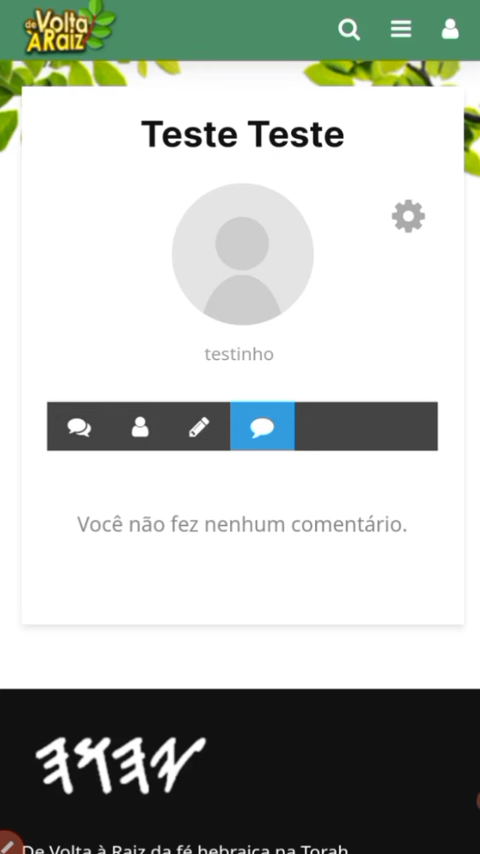 de Volta
À Raiz
Teste Teste
testinho
Você não fez nenhum comentário.
𐤉𐤄𐤅𐤄
De Volta à Raiz da fé hebraica na Torah